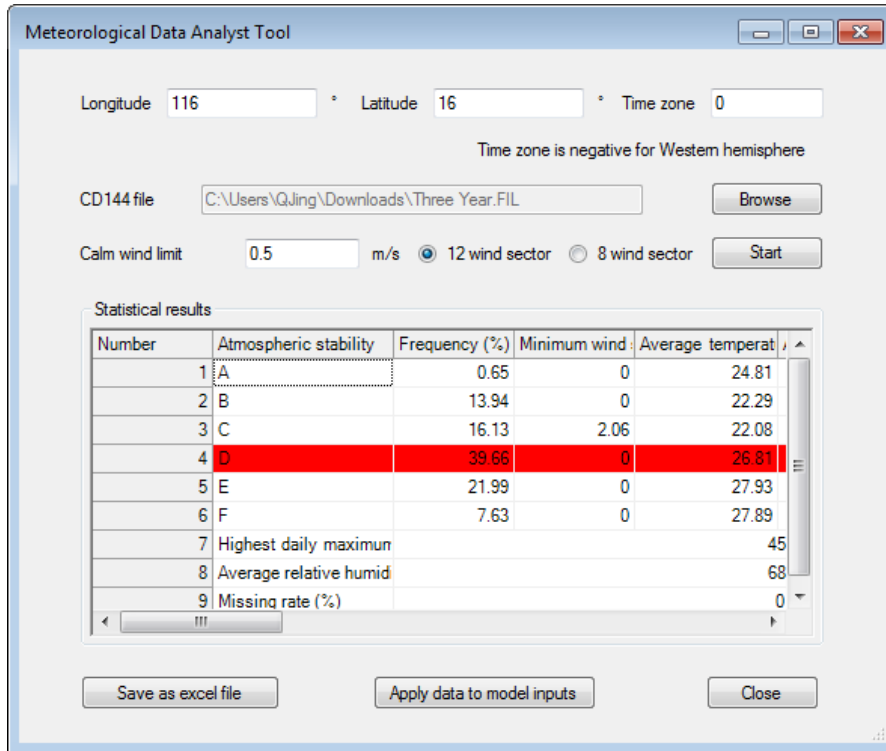 Meteorological Data Analyst Tool
Longitude 116 ° Latitude 16 ° Time zone 0
Time zone is negative for Western hemisphere
CD144 file C:\Users\QJing\Downloads\Three Year.FIL Browse
Calm wind limit 0.5 m/s 12 wind sector 8 wind sector Start
Statistical results
Number Atmospheric stability Frequency (%) Minimum wind Average temperat
1 A 0.65 0 24.81
2 B 13.94 0 22.29
3 C 16.13 2.06 22.08
4 D 39.66 0 26.81
5 E 21.99 0 27.93
6 F 7.63 0 27.89
7 Highest daily maximum 45
8 Average relative humidi 68
9 Missing rate (%) 0
Save as excel file Apply data to model inputs Close